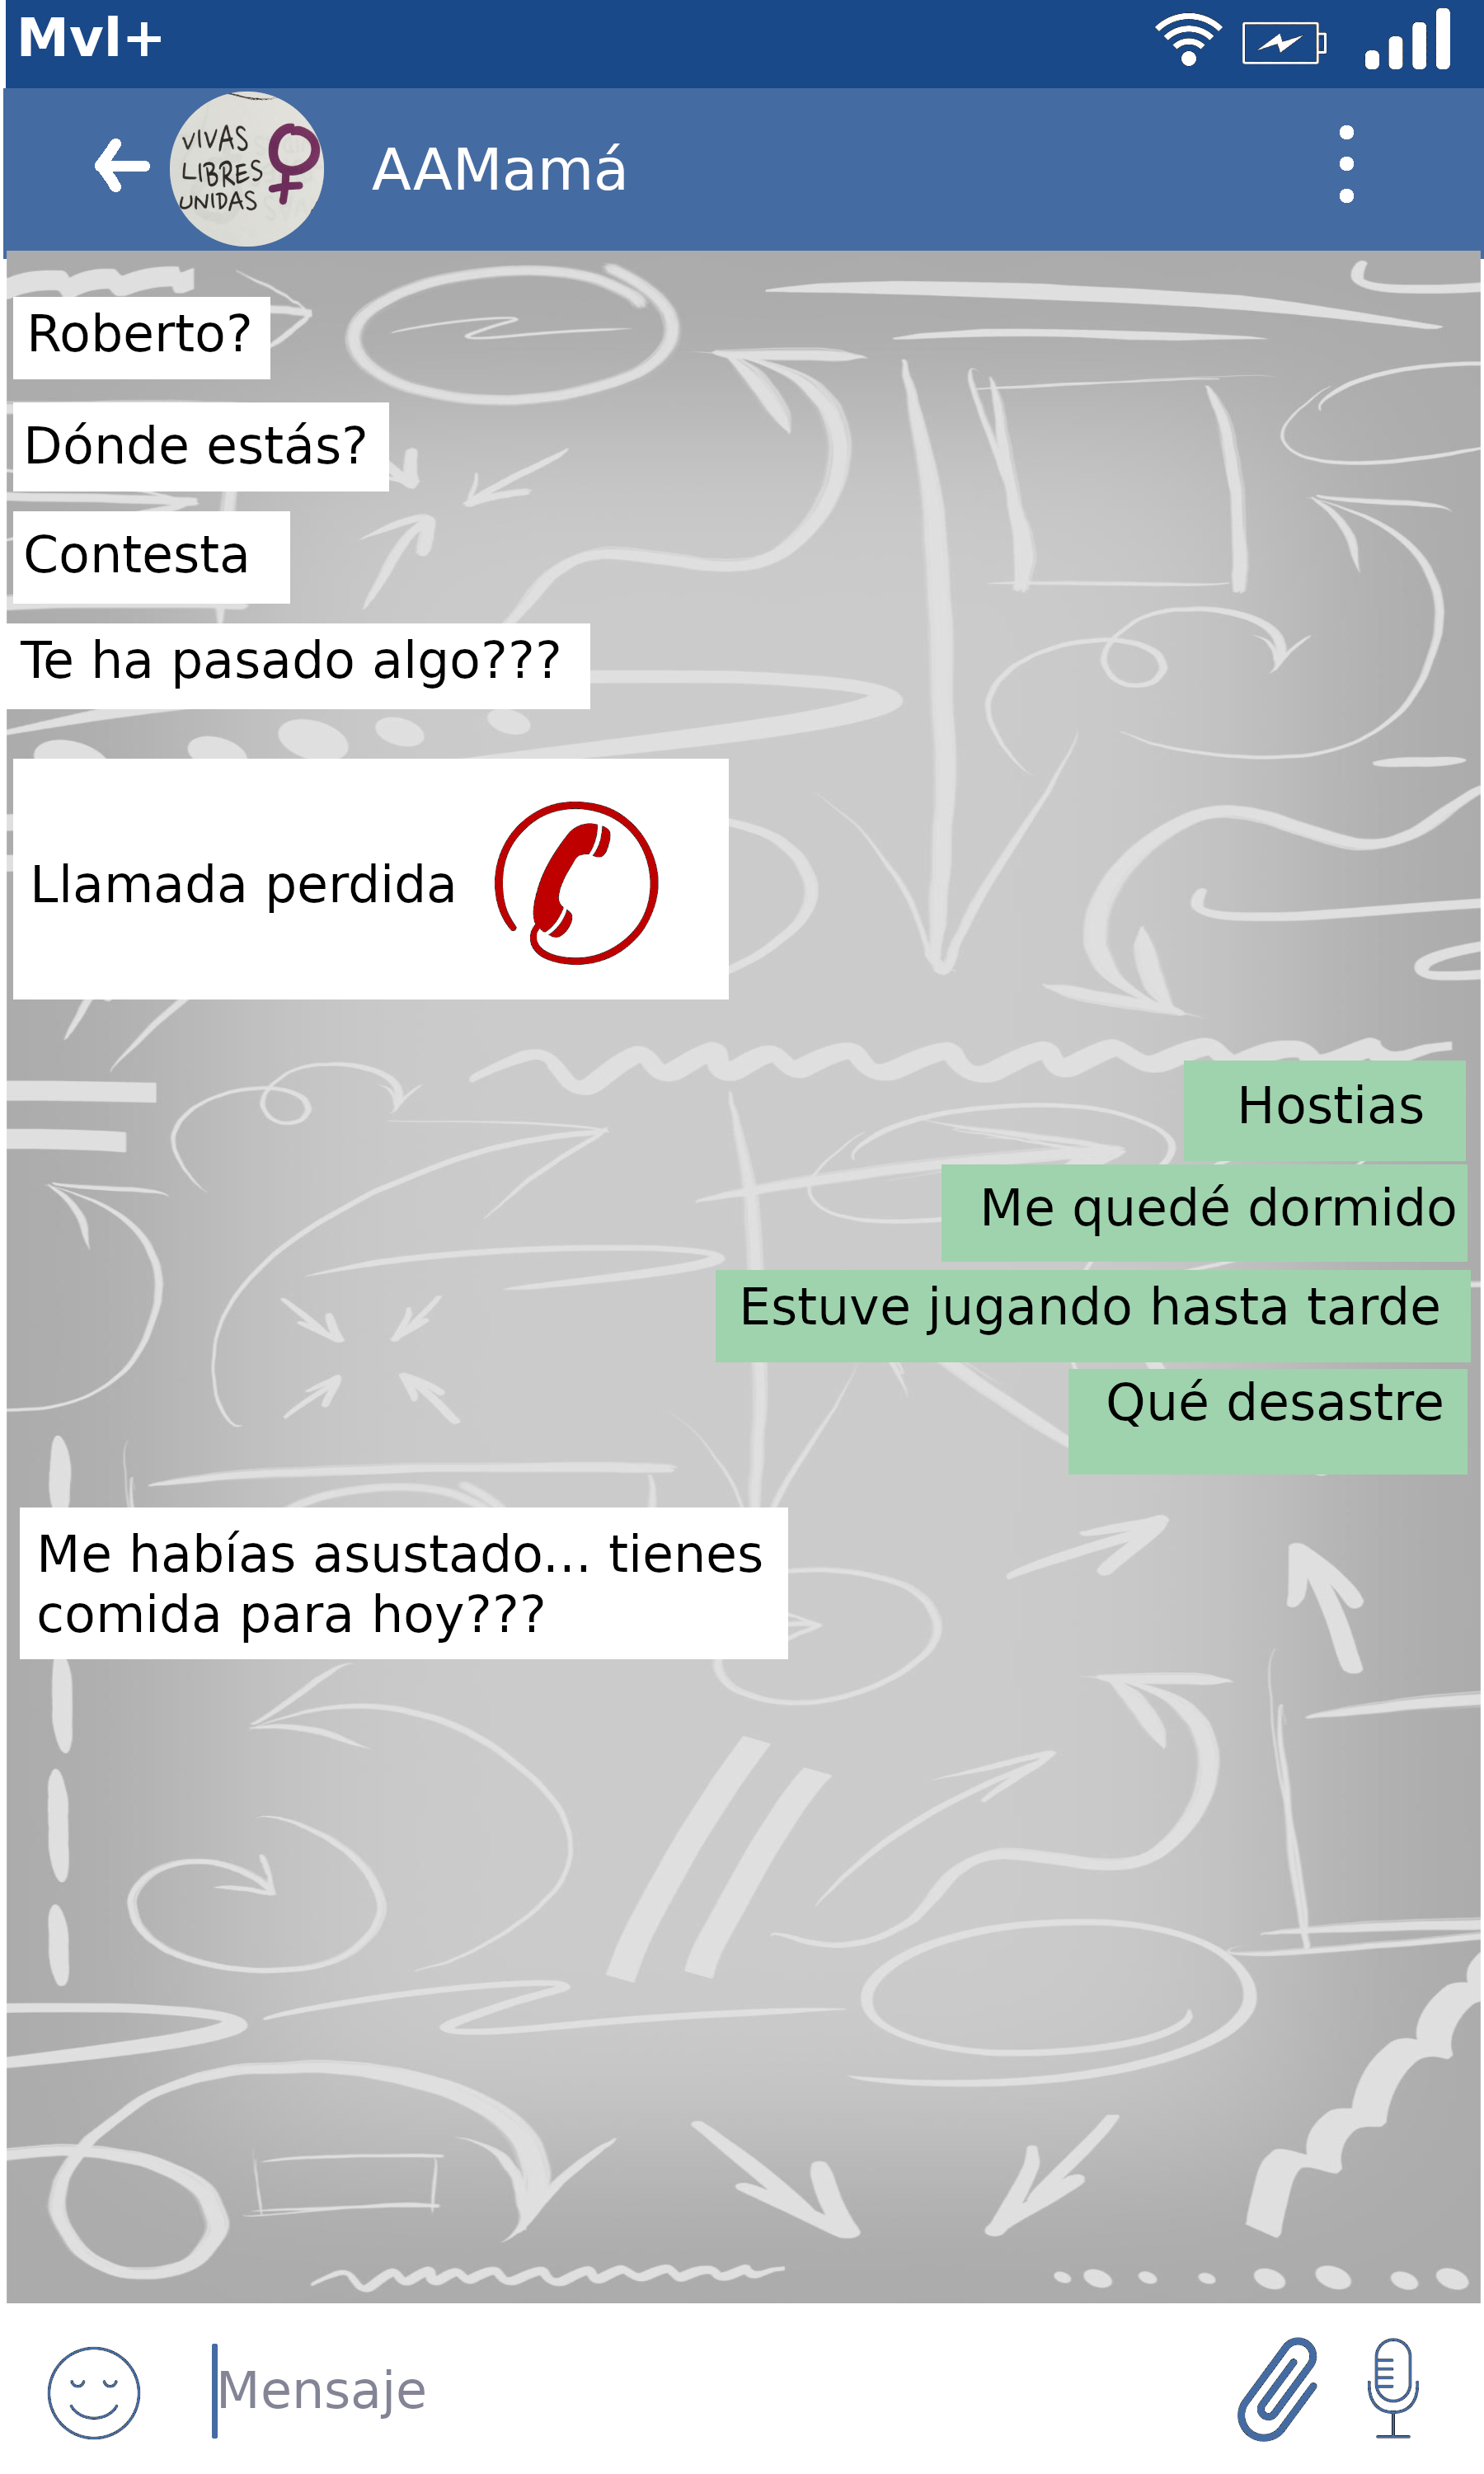 Mvl+
VIVAS
LIBRES
UNIDAS
AAMamá
Roberto?
Dónde estás?
Contesta
Te ha pasado algo???
Llamada perdida
Hostias
Me quedé dormido
Estuve jugando hasta tarde
Qué desastre
Me habías asustado... tienes
comida para hoy???
Mensaje